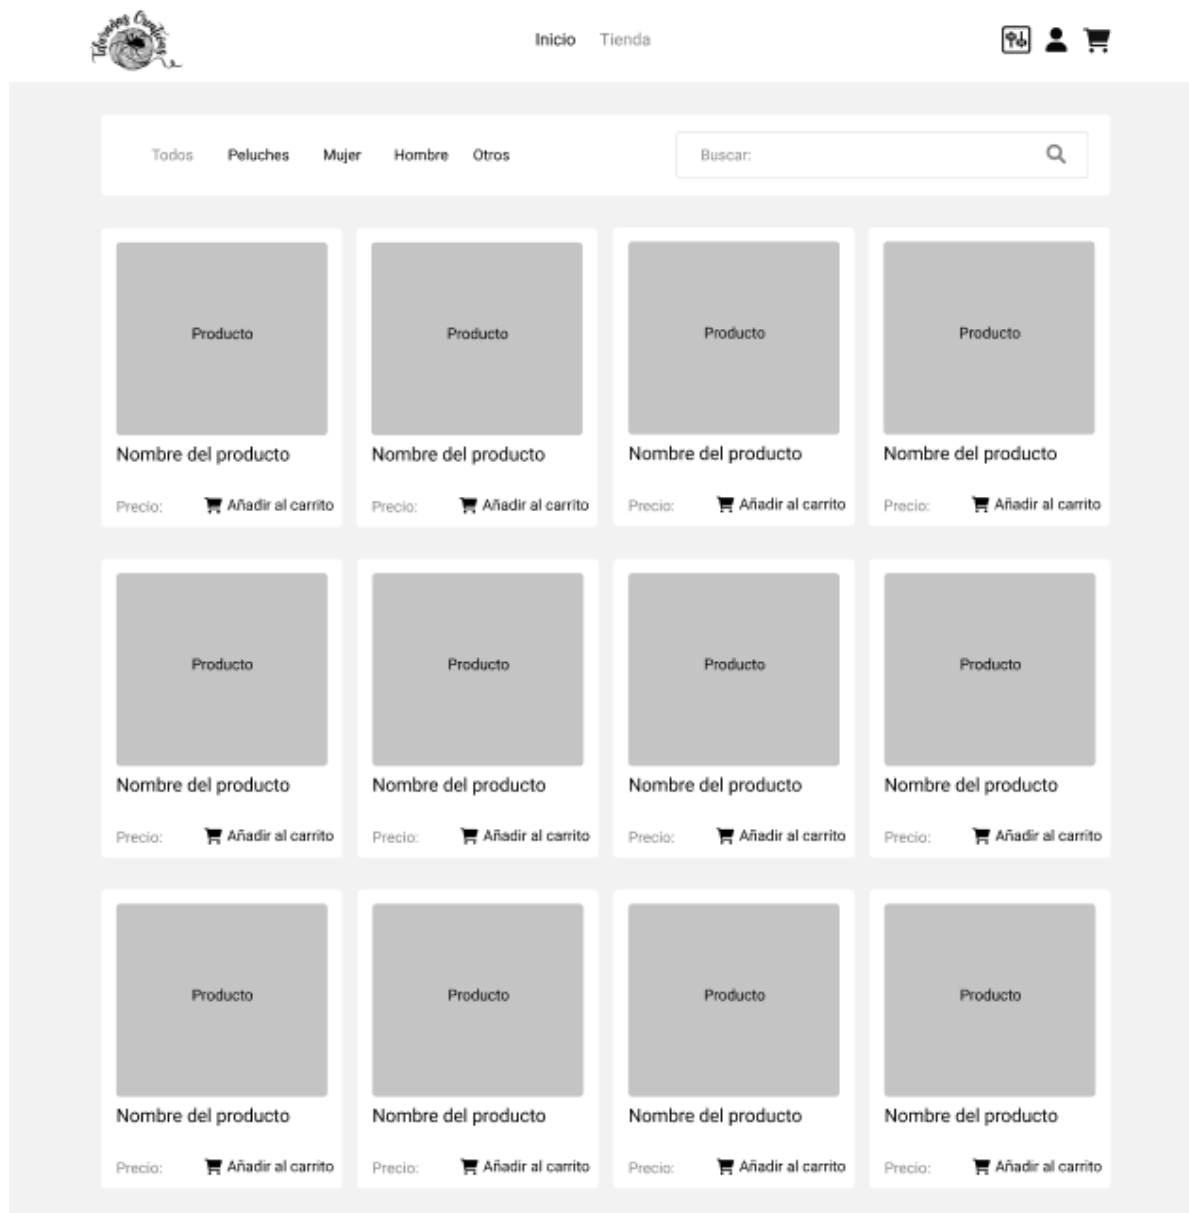 Telarañas Creativas
Inicio Tienda
Todos Peluches Mujer Hombre Otros Buscar:
Producto Producto Producto Producto
Nombre del producto Nombre del producto Nombre del producto Nombre del producto
Precio: Añadir al carrito Precio: Añadir al carrito Precio: Añadir al carrito Precio: Añadir al carrito
Producto Producto Producto Producto
Nombre del producto Nombre del producto Nombre del producto Nombre del producto
Precio: Añadir al carrito Precio: Añadir al carrito Precio: Añadir al carrito Precio: Añadir al carrito
Producto Producto Producto Producto
Nombre del producto Nombre del producto Nombre del producto Nombre del producto
Precio: Añadir al carrito Precio: Añadir al carrito Precio: Añadir al carrito Precio: Añadir al carrito